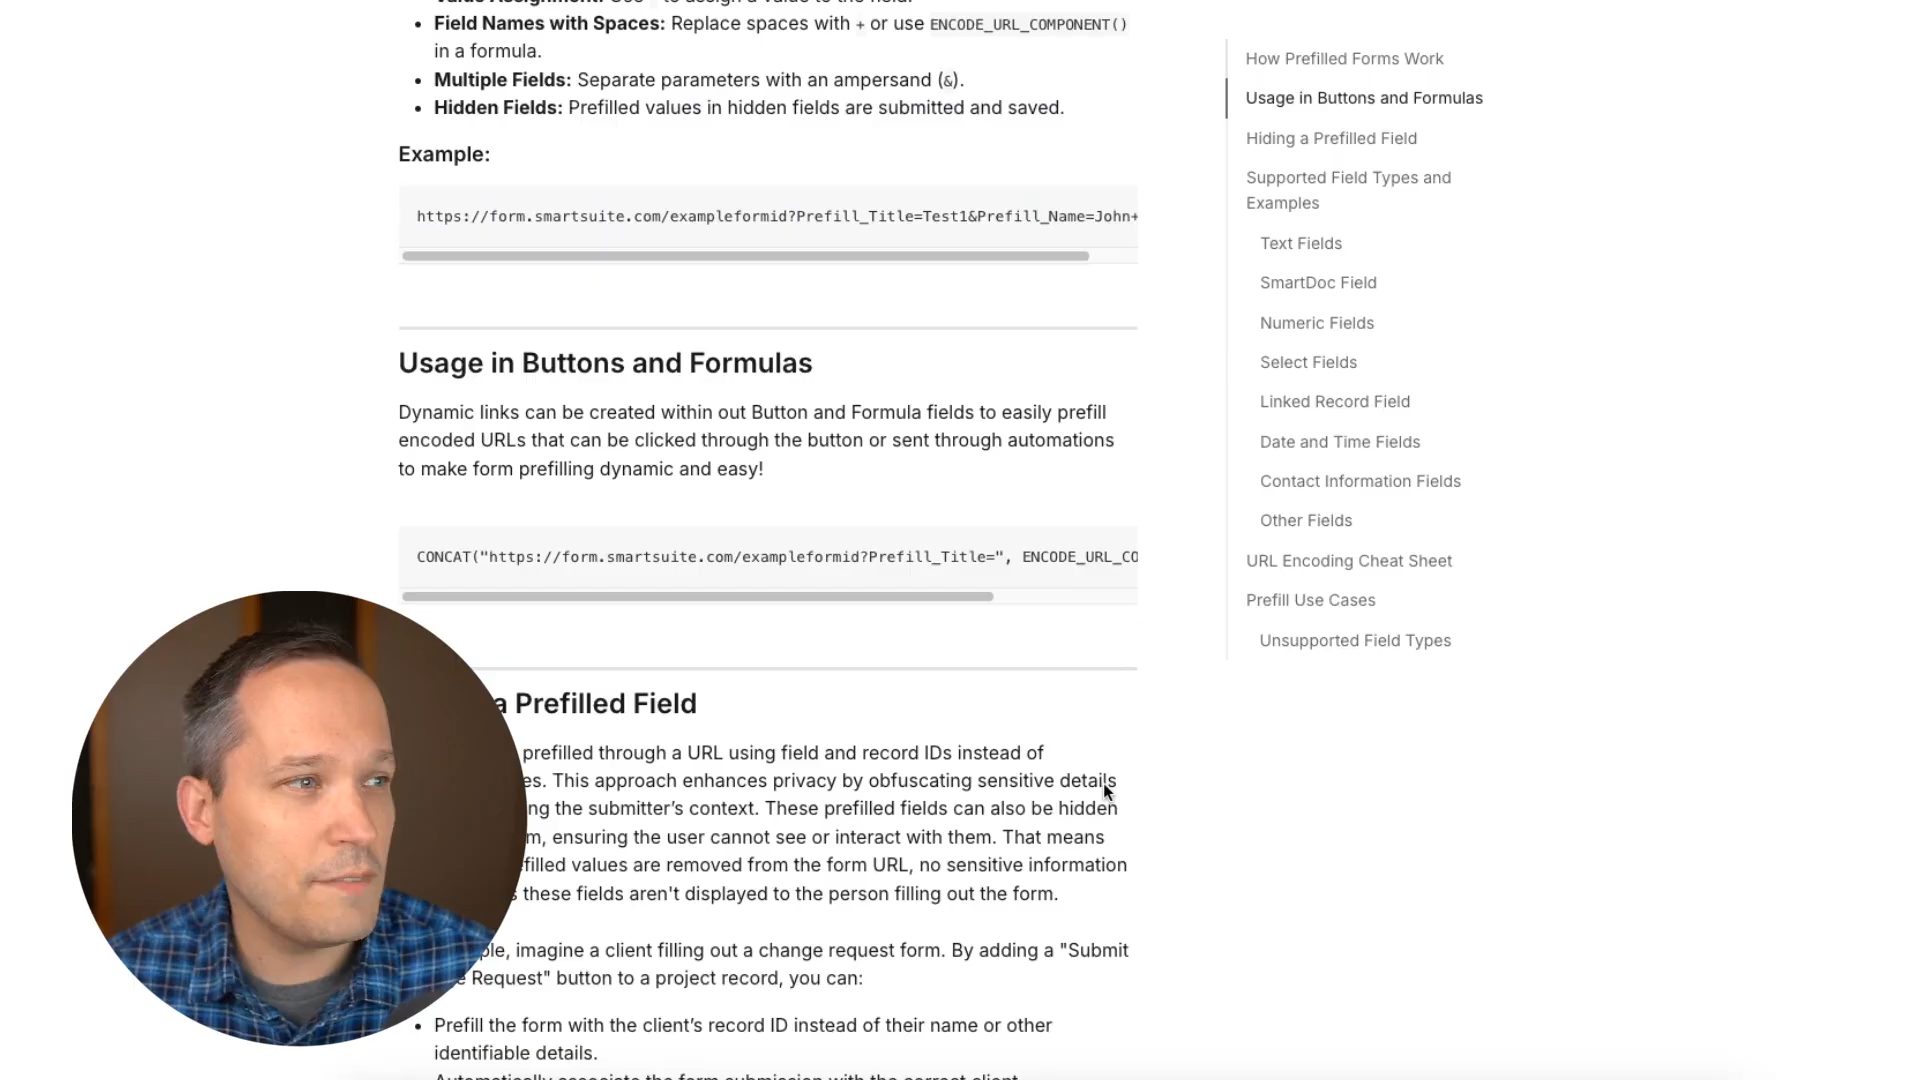 Field Names with Spaces: Replace spaces with + or use ENCODE_URL_COMPONENT()
in a formula.
Multiple Fields: Separate parameters with an ampersand (&).
Hidden Fields: Prefilled values in hidden fields are submitted and saved.
Example:
https://form.smartsuite.com/exampleformid?Prefill_Title=Test1&Prefill_Name=John+
Usage in Buttons and Formulas
Dynamic links can be created within out Button and Formula fields to easily prefill
encoded URLs that can be clicked through the button or sent through automations
to make form prefilling dynamic and easy!
CONCAT("https://form.smartsuite.com/exampleformid?Prefill_Title=", ENCODE_URL_CO
a Prefilled Field
prefilled through a URL using field and record IDs instead of
This approach enhances privacy by obfuscating sensitive details
the submitter's context. These prefilled fields can also be hidden
ensuring the user cannot see or interact with them. That means
values are removed from the form URL, no sensitive information
these fields aren't displayed to the person filling out the form.
imagine a client filling out a change request form. By adding a "Submit
Request" button to a project record, you can:
Prefill the form with the client's record ID instead of their name or other
identifiable details.
How Prefilled Forms Work
Usage in Buttons and Formulas
Hiding a Prefilled Field
Supported Field Types and
Examples
Text Fields
SmartDoc Field
Numeric Fields
Select Fields
Linked Record Field
Date and Time Fields
Contact Information Fields
Other Fields
URL Encoding Cheat Sheet
Prefill Use Cases
Unsupported Field Types